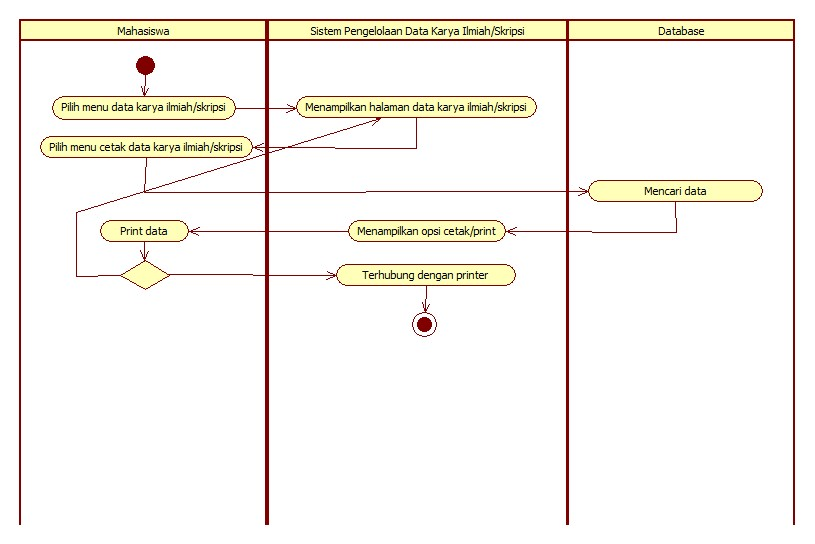 Mahasiswa
Sistem Pengelolaan Data Karya Ilmiah/Skripsi
Database
Pilih menu data karya ilmiah/skripsi
Menampilkan halaman data karya ilmiah/skripsi
Pilih menu cetak data karya ilmiah/skripsi
Mencari data
Print data
Menampilkan opsi cetak/print
Terhubung dengan printer